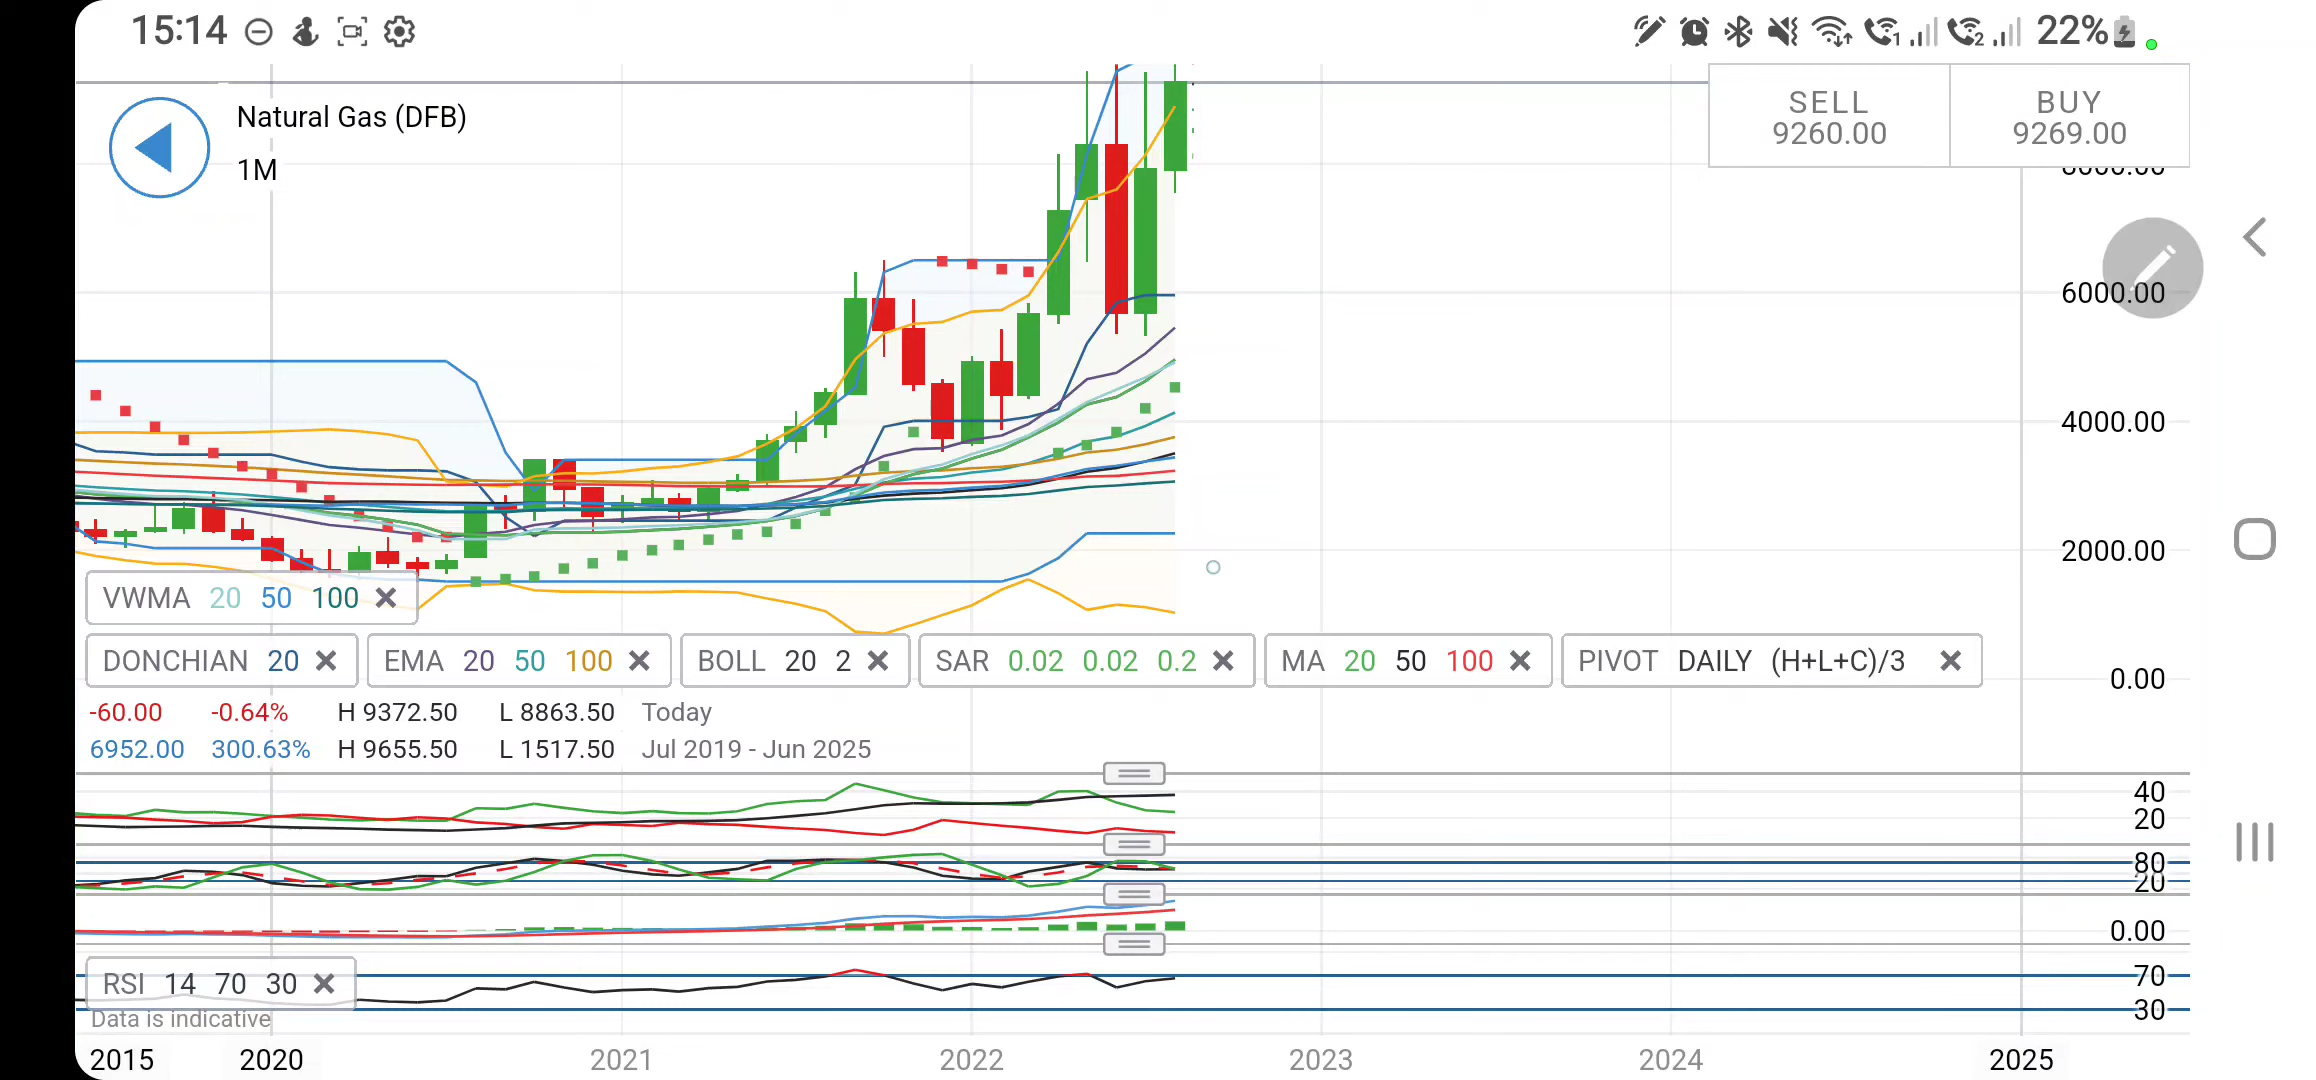 15:14
1 2 22%
Natural Gas (DFB)
1M
SELL BUY
9260.00 9269.00
8000.00
6000.00
4000.00
2000.00
0.00
VWMA 20 50 100
DONCHIAN 20 EMA 20 50 100 BOLL 20 2 SAR 0.02 0.02 0.2 MA 20 50 100 PIVOT DAILY (H+L+C)/3
-60.00 -0.64% H 9372.50 L 8863.50 Today
6952.00 300.63% H 9655.50 L 1517.50 Jul 2019 - Jun 2025
40
20
80
20
0.00
RSI 14 70 30
70
30
Data is indicative
2015 2020 2021 2022 2023 2024 2025